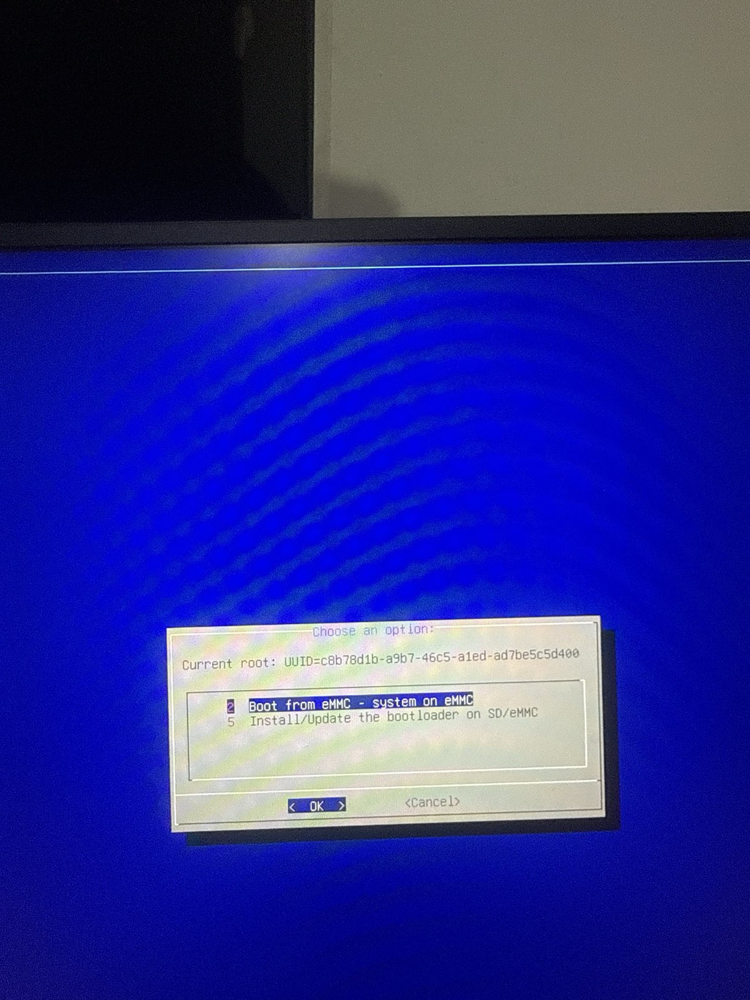 Choose an option:
Current root: UUID=c8b78d1b-a9b7-46c5-a1ed-ad7be5c5d400
2 Boot from eMMC - system on eMMC
5 Install/Update the bootloader on SD/eMMC
< OK > <Cancel>